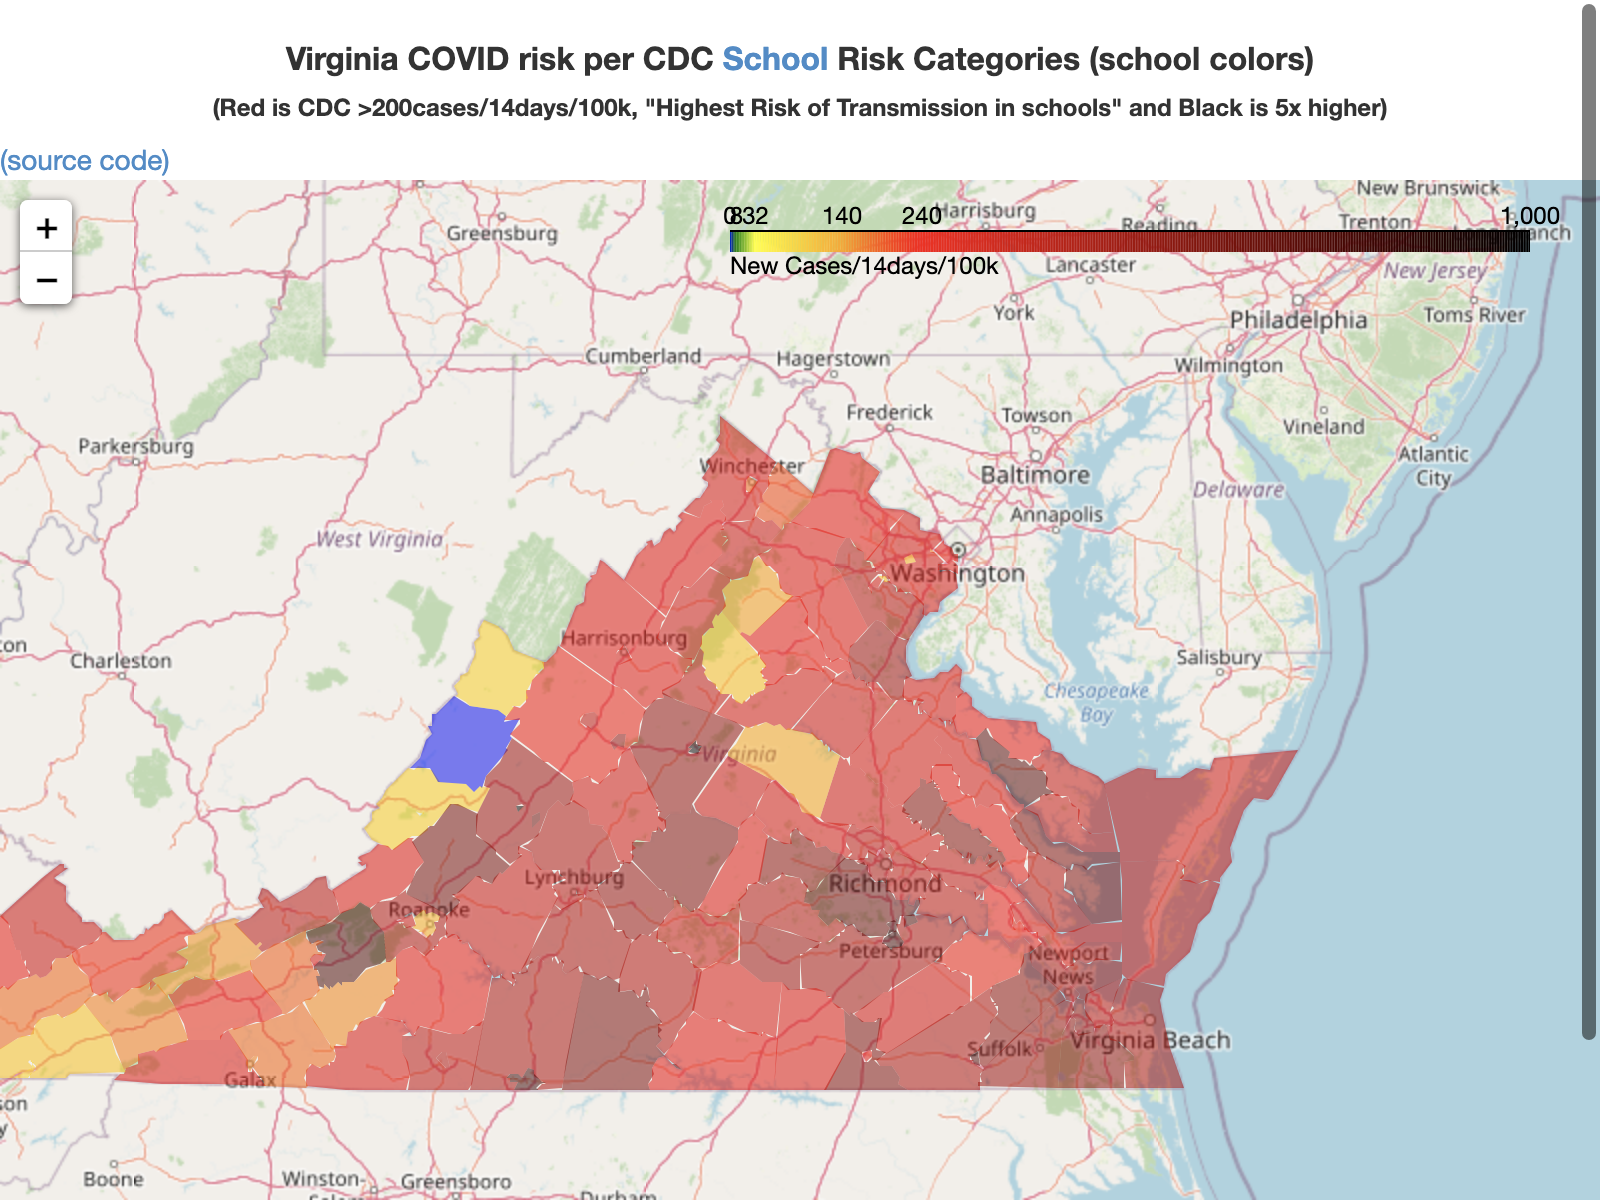 Virginia COVID risk per CDC School Risk Categories (school colors)
(Red is CDC >200cases/14days/100k, "Highest Risk of Transmission in schools" and Black is 5x higher)
(source code)
+
−
0 8 32 140 240 1,000
New Cases/14days/100k
New Brunswick
Harrisburg
Reading
Trenton
Greensburg
Lancaster
New Jersey
York
Philadelphia
Toms River
Cumberland
Hagerstown
Wilmington
Frederick
Towson
Vineland
Parkersburg
Winchester
Baltimore
Atlantic
City
Delaware
Annapolis
West Virginia
Washington
Harrisonburg
Charleston
Salisbury
Chesapeake
Bay
Virginia
Lynchburg
Richmond
Roanoke
Petersburg
Newport
News
Virginia Beach
Suffolk
Galax
Boone
Winston-
Greensboro
Durham